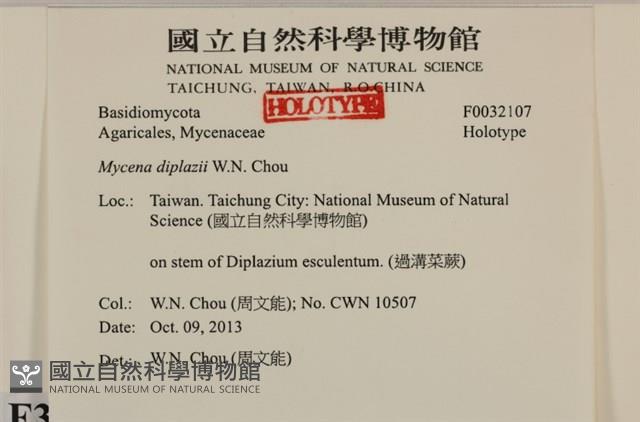 國立自然科學博物館
NATIONAL MUSEUM OF NATURAL SCIENCE
TAICHUNG, TAIWAN, R.O.CHINA
HOLOTYPE
Basidiomycota F0032107
Agaricales, Mycenaceae Holotype
Mycena diplazii W.N. Chou
Loc.: Taiwan. Taichung City: National Museum of Natural
Science (國立自然科學博物館)
on stem of Diplazium esculentum. (過溝菜蕨)
Col.: W.N. Chou (周文能); No. CWN 10507
Date: Oct. 09, 2013
Det.: W.N. Chou (周文能)
國立自然科學博物館
NATIONAL MUSEUM OF NATURAL SCIENCE
F3